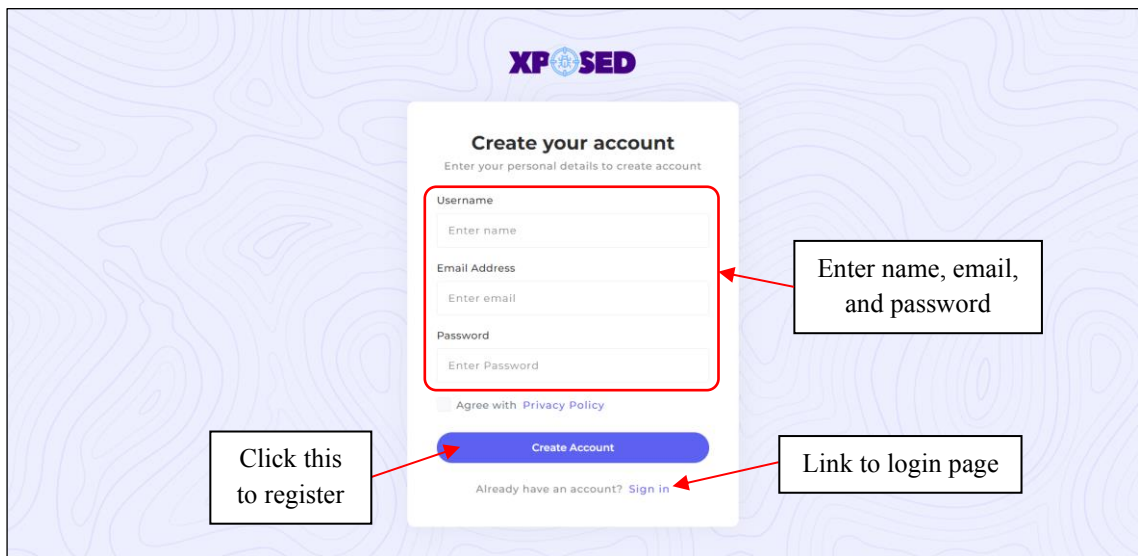 XPOSED
Create your account
Enter your personal details to create account
Username
Enter name
Email Address
Enter email
Password
Enter Password
Agree with Privacy Policy
Create Account
Already have an account? Sign in
Enter name, email,
and password
Click this
to register
Link to login page